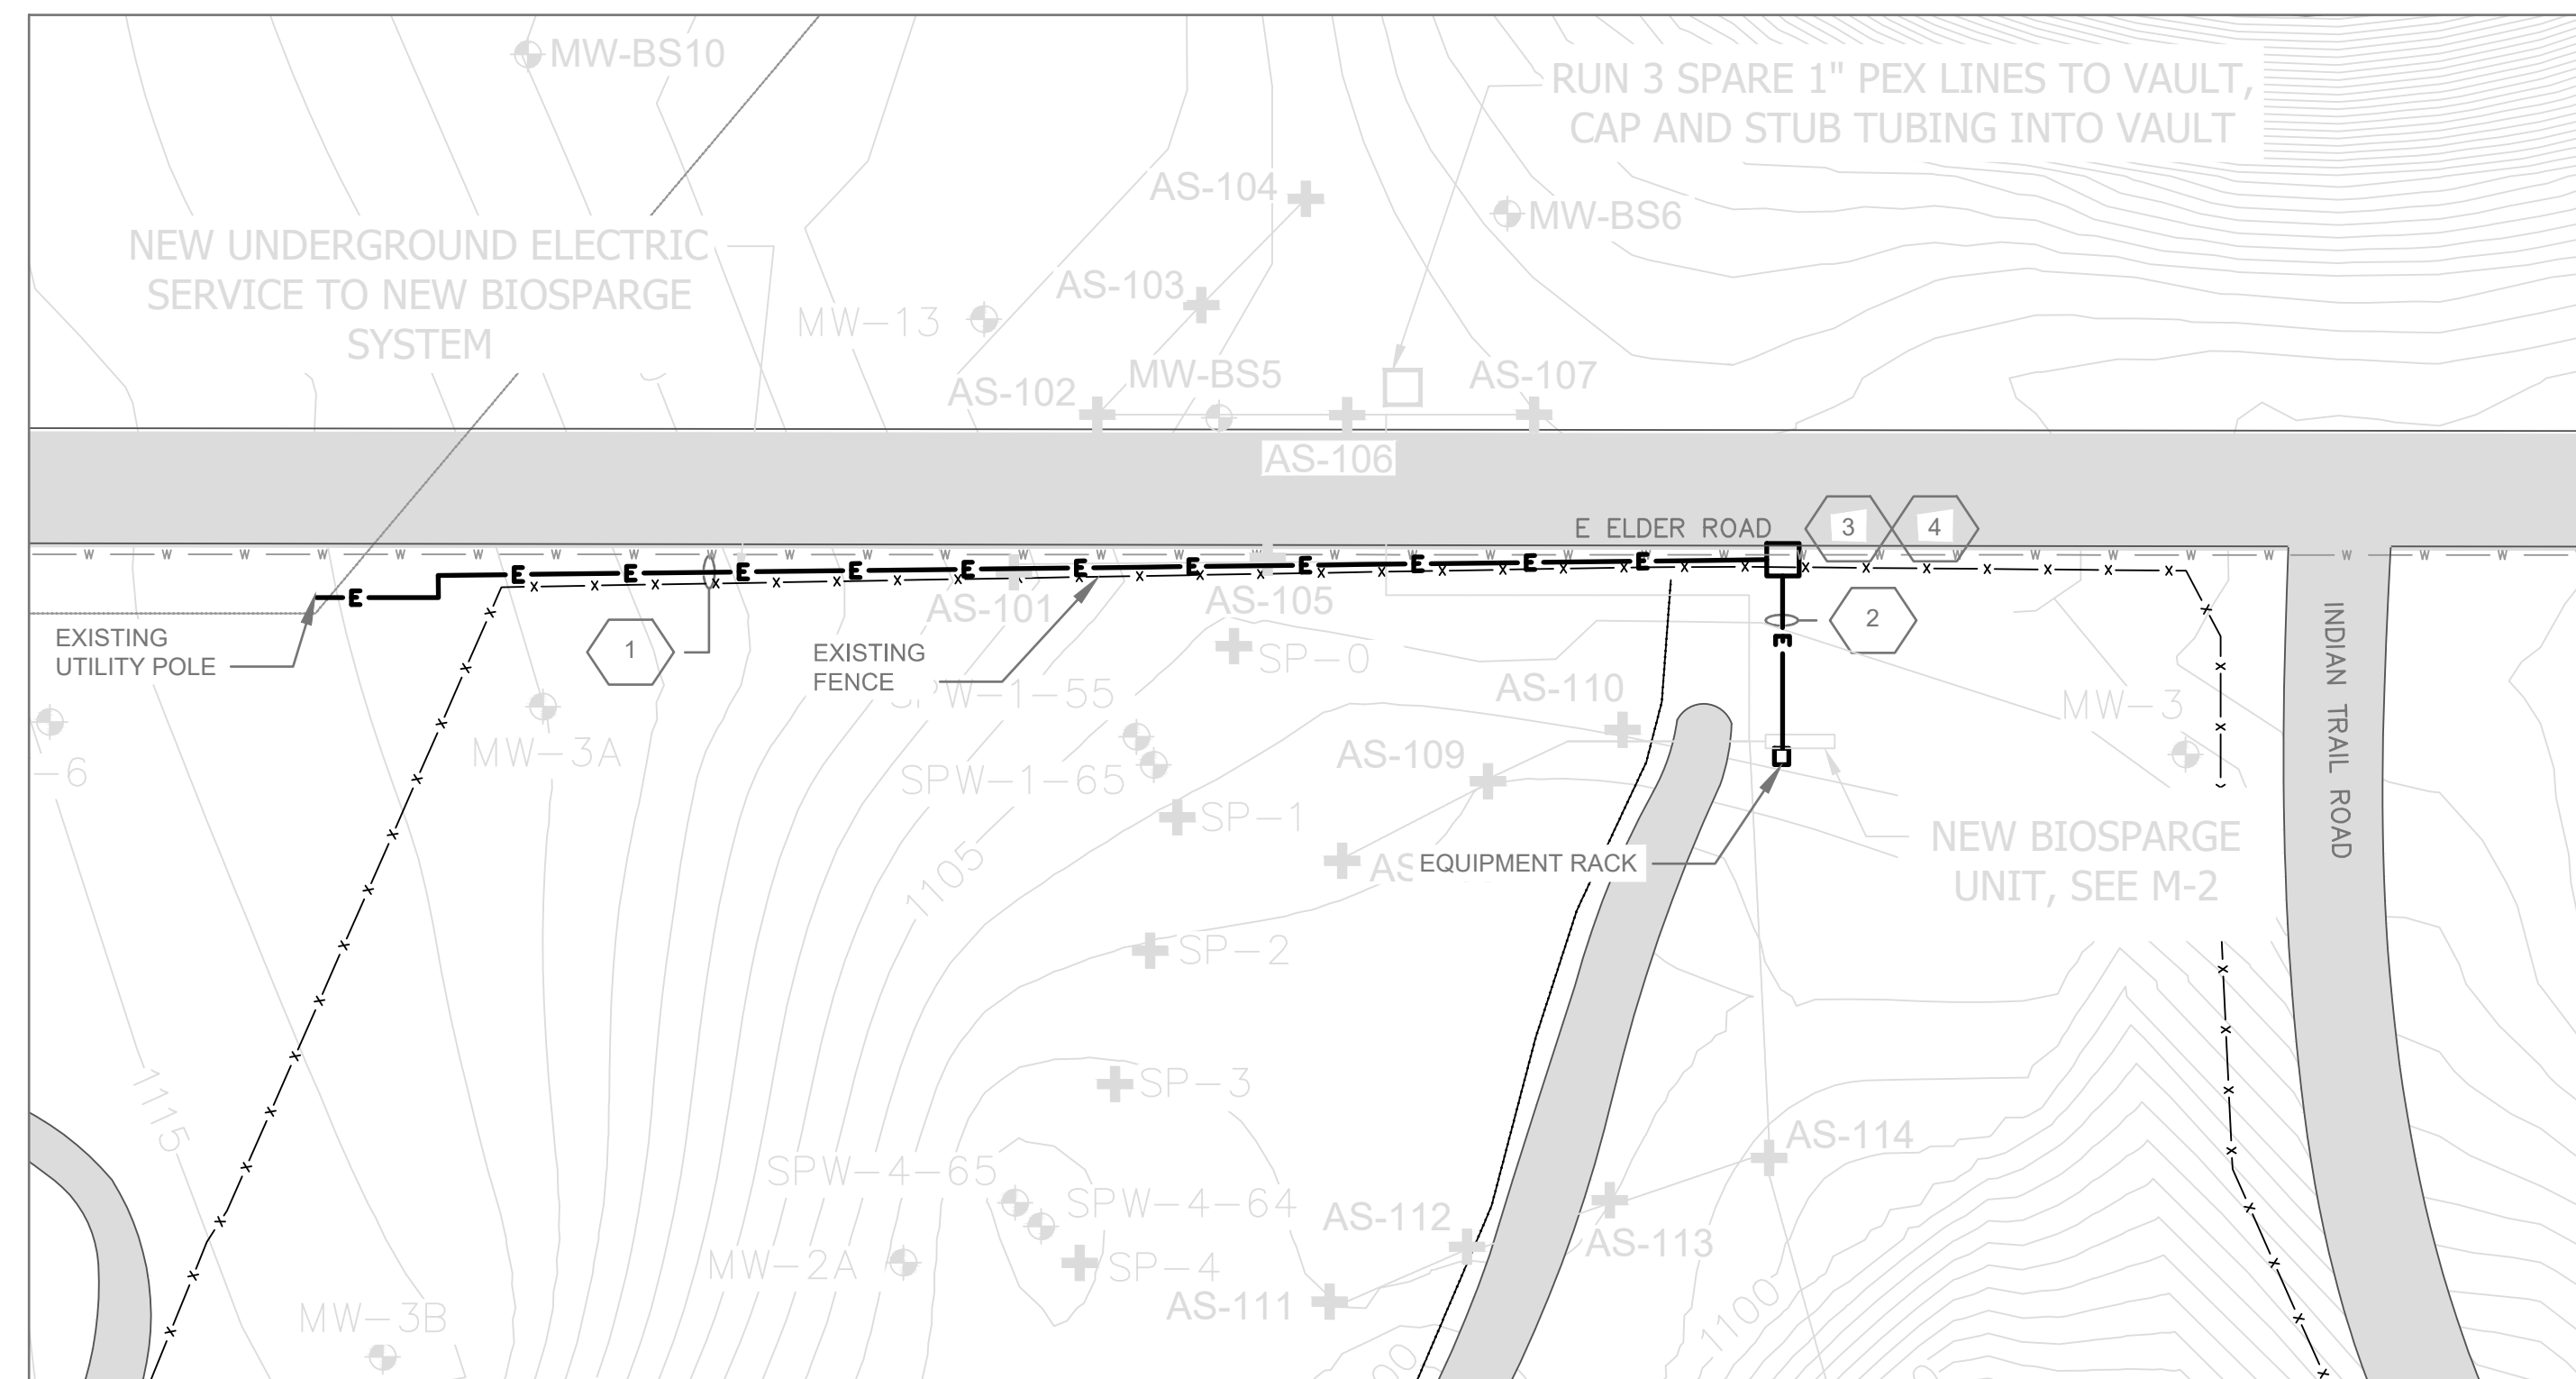 MW-BS10
RUN 3 SPARE 1" PEX LINES TO VAULT,
CAP AND STUB TUBING INTO VAULT
AS-104
MW-BS6
NEW UNDERGROUND ELECTRIC
SERVICE TO NEW BIOSPARGE
SYSTEM
AS-103
MW-13
MW-BS5
AS-107
AS-102
AS-106
E ELDER ROAD
3
4
W W W W W W W W W W W W W W W W W W W W W W W W W W W W W W W W
E E E E E E E E E E E E
AS-101
AS-105
EXISTING
UTILITY POLE
1
EXISTING
FENCE
2
E
SP-0
SPW-1-55
AS-110
MW-3
INDIAN TRAIL ROAD
MW-3A
-6
AS-109
SPW-1-65
SP-1
NEW BIOSPARGE
UNIT, SEE M-2
AS
EQUIPMENT RACK
1105
SP-2
SP-3
1115
AS-114
SPW-4-65
SPW-4-64
AS-112
AS-113
MW-2A
SP-4
AS-111
MW-3B
1100
00